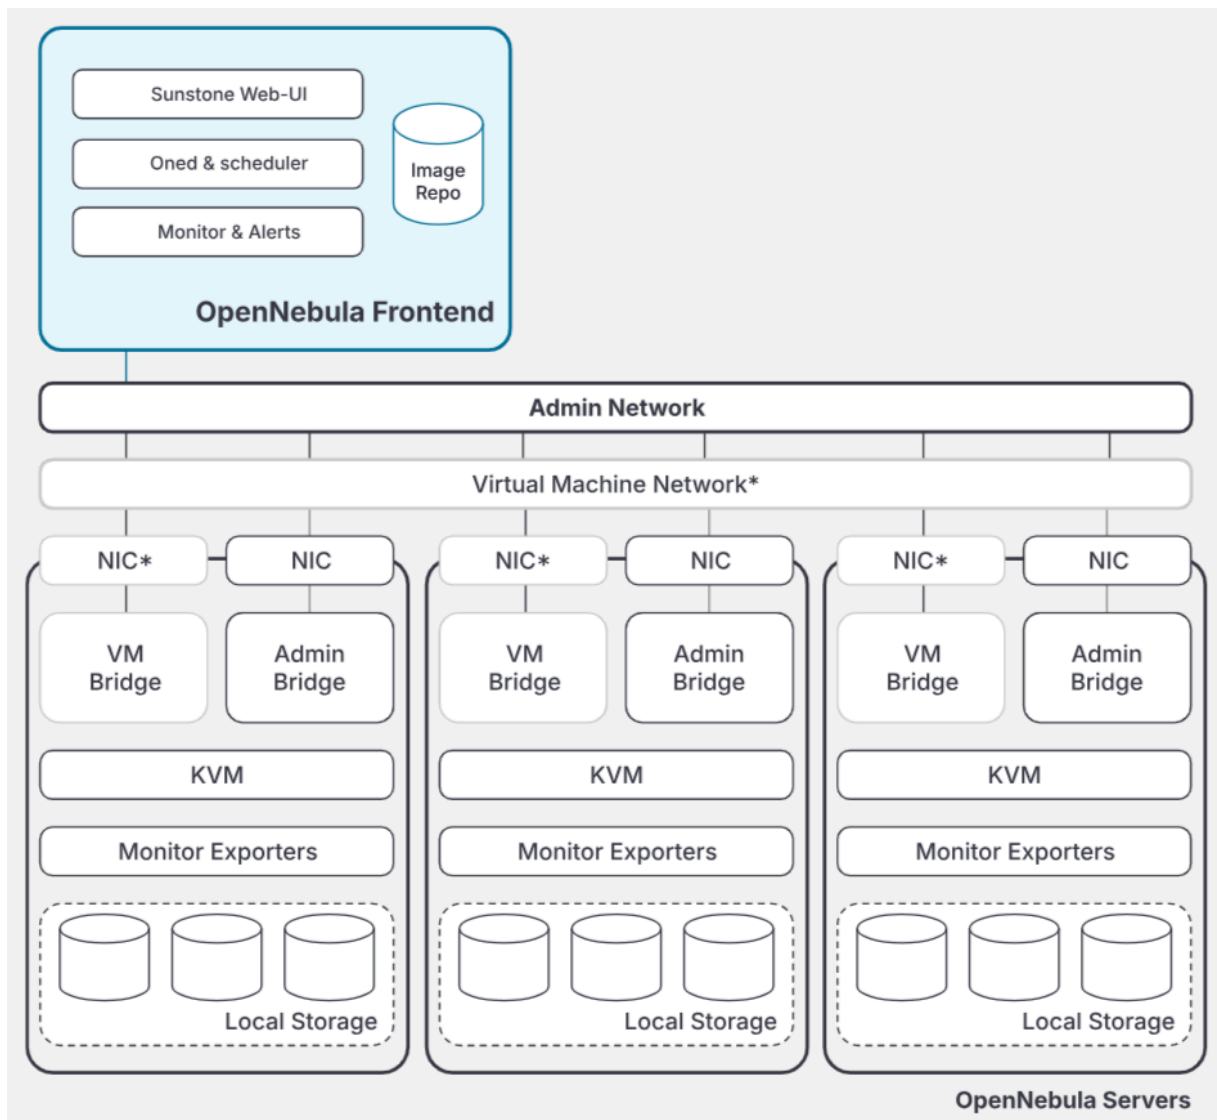 Sunstone Web-UI
Oned & scheduler
Monitor & Alerts
Image
Repo
OpenNebula Frontend
Admin Network
Virtual Machine Network*
NIC*
NIC
NIC*
NIC
NIC*
NIC
VM
Bridge
Admin
Bridge
VM
Bridge
Admin
Bridge
VM
Bridge
Admin
Bridge
KVM
KVM
KVM
Monitor Exporters
Monitor Exporters
Monitor Exporters
Local Storage
Local Storage
Local Storage
OpenNebula Servers